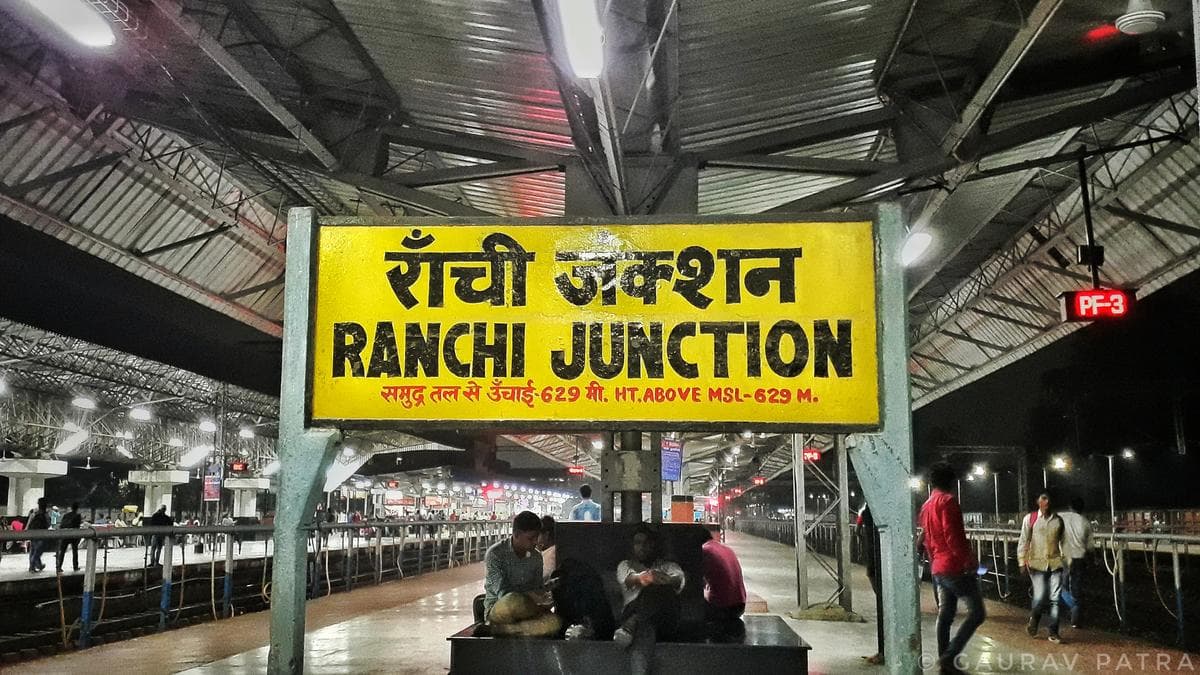 राँची जंक्शन
RANCHI JUNCTION
समुद्र तल से उँचाई-629 मी. HT.ABOVE MSL-629 M.
PF-3
© GAURAV PATRA